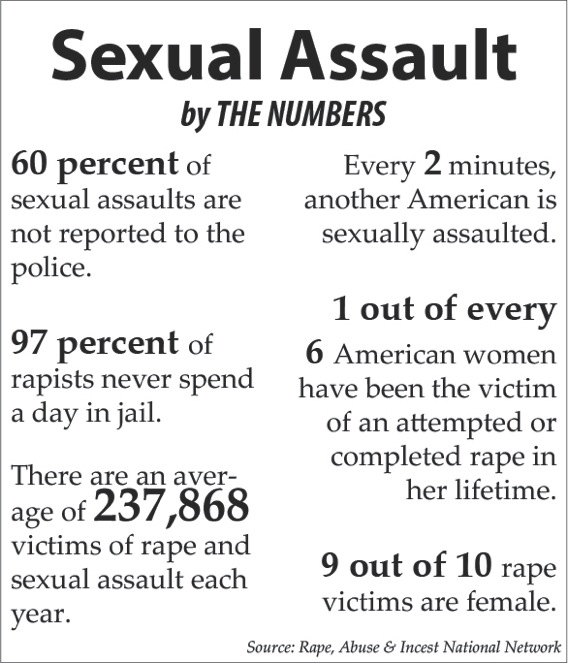 Sexual Assault
by THE NUMBERS
60 percent of
sexual assaults are
not reported to the
police.
97 percent of
rapists never spend
a day in jail.
There are an aver-
age of 237,868
victims of rape and
sexual assault each
year.
Every 2 minutes,
another American is
sexually assaulted.
1 out of every
6 American women
have been the victim
of an attempted or
completed rape in
her lifetime.
9 out of 10 rape
victims are female.
Source: Rape, Abuse & Incest National Network